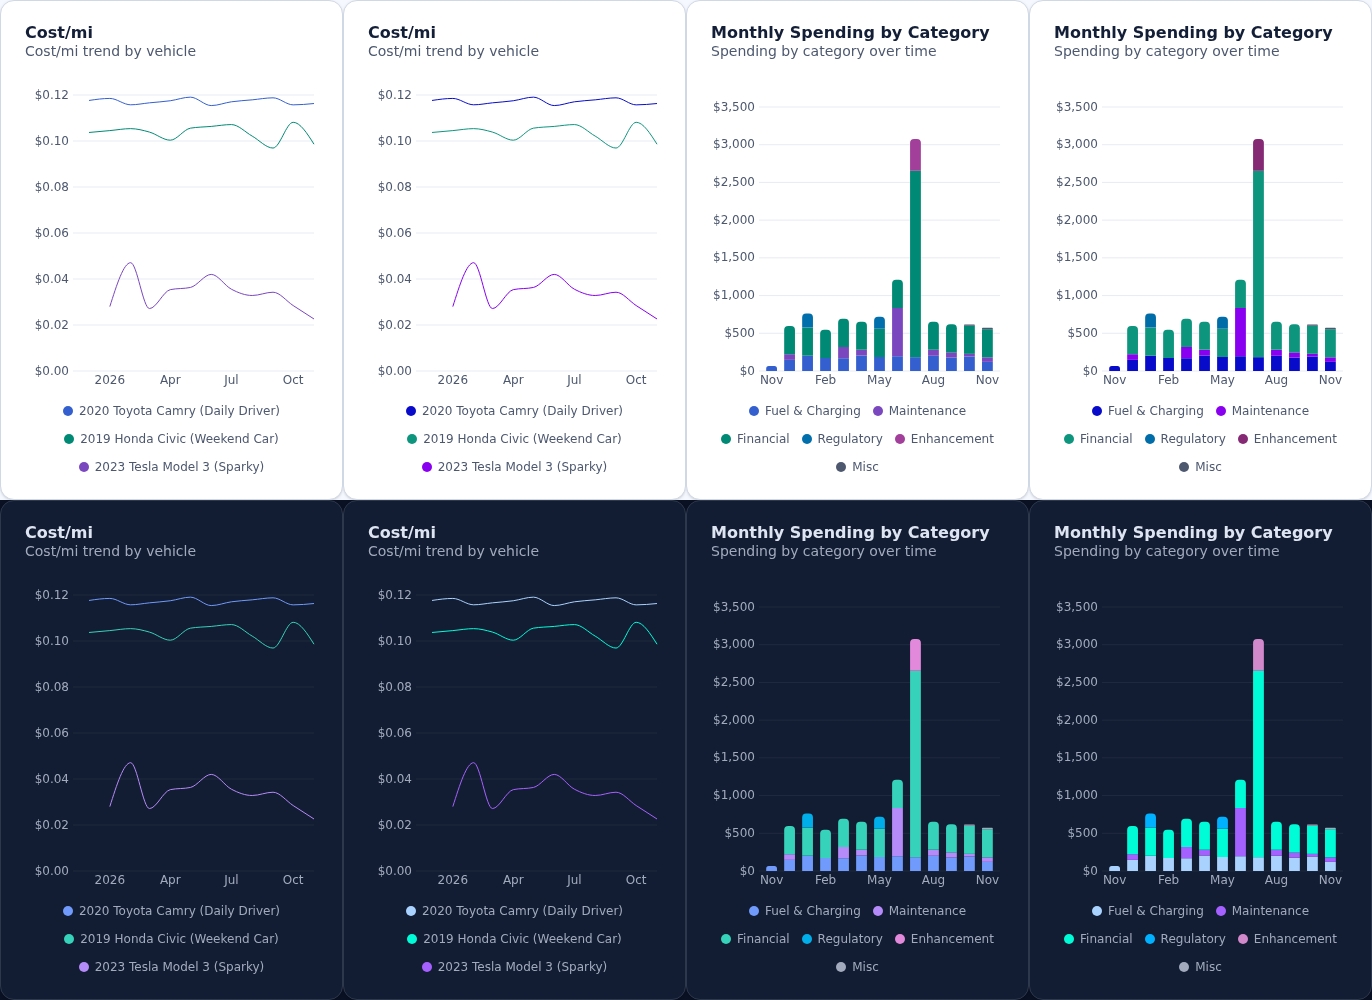 Cost/mi
Cost/mi trend by vehicle
$0.12
$0.10
$0.08
$0.06
$0.04
$0.02
$0.00
2026 Apr Jul Oct
2020 Toyota Camry (Daily Driver)
2019 Honda Civic (Weekend Car)
2023 Tesla Model 3 (Sparky)
Cost/mi
Cost/mi trend by vehicle
$0.12
$0.10
$0.08
$0.06
$0.04
$0.02
$0.00
2026 Apr Jul Oct
2020 Toyota Camry (Daily Driver)
2019 Honda Civic (Weekend Car)
2023 Tesla Model 3 (Sparky)
Monthly Spending by Category
Spending by category over time
$3,500
$3,000
$2,500
$2,000
$1,500
$1,000
$500
$0
Nov Feb May Aug Nov
Fuel & Charging Maintenance
Financial Regulatory Enhancement
Misc
Monthly Spending by Category
Spending by category over time
$3,500
$3,000
$2,500
$2,000
$1,500
$1,000
$500
$0
Nov Feb May Aug Nov
Fuel & Charging Maintenance
Financial Regulatory Enhancement
Misc
Cost/mi
Cost/mi trend by vehicle
$0.12
$0.10
$0.08
$0.06
$0.04
$0.02
$0.00
2026 Apr Jul Oct
2020 Toyota Camry (Daily Driver)
2019 Honda Civic (Weekend Car)
2023 Tesla Model 3 (Sparky)
Cost/mi
Cost/mi trend by vehicle
$0.12
$0.10
$0.08
$0.06
$0.04
$0.02
$0.00
2026 Apr Jul Oct
2020 Toyota Camry (Daily Driver)
2019 Honda Civic (Weekend Car)
2023 Tesla Model 3 (Sparky)
Monthly Spending by Category
Spending by category over time
$3,500
$3,000
$2,500
$2,000
$1,500
$1,000
$500
$0
Nov Feb May Aug Nov
Fuel & Charging Maintenance
Financial Regulatory Enhancement
Misc
Monthly Spending by Category
Spending by category over time
$3,500
$3,000
$2,500
$2,000
$1,500
$1,000
$500
$0
Nov Feb May Aug Nov
Fuel & Charging Maintenance
Financial Regulatory Enhancement
Misc